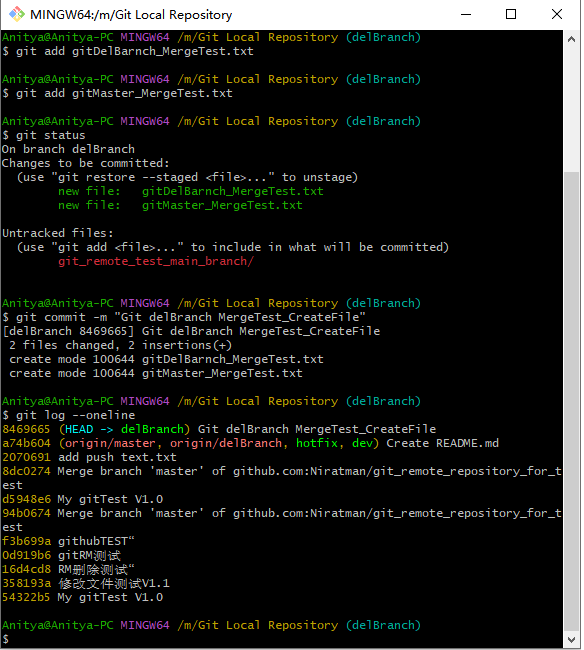 MINGW64:/m/Git Local Repository
Anitya@Anitya-PC MINGW64 /m/Git Local Repository (delBranch)
$ git add gitDelBarnch_MergeTest.txt
Anitya@Anitya-PC MINGW64 /m/Git Local Repository (delBranch)
$ git add gitMaster_MergeTest.txt
Anitya@Anitya-PC MINGW64 /m/Git Local Repository (delBranch)
$ git status
On branch delBranch
Changes to be committed:
  (use "git restore --staged <file>..." to unstage)
        new file:   gitDelBarnch_MergeTest.txt
        new file:   gitMaster_MergeTest.txt
Untracked files:
  (use "git add <file>..." to include in what will be committed)
        git_remote_test_main_branch/
Anitya@Anitya-PC MINGW64 /m/Git Local Repository (delBranch)
$ git commit -m "Git delBranch MergeTest_CreateFile"
[delBranch 8469665] Git delBranch MergeTest_CreateFile
 2 files changed, 2 insertions(+)
 create mode 100644 gitDelBarnch_MergeTest.txt
 create mode 100644 gitMaster_MergeTest.txt
Anitya@Anitya-PC MINGW64 /m/Git Local Repository (delBranch)
$ git log --oneline
8469665 (HEAD -> delBranch) Git delBranch MergeTest_CreateFile
a74b604 (origin/master, origin/delBranch, hotfix, dev) Create README.md
2070691 add push text.txt
8dc0274 Merge branch 'master' of github.com:Niratman/git_remote_repository_for_t
est
d5948e6 My gitTest V1.0
94b0674 Merge branch 'master' of github.com:Niratman/git_remote_repository_for_t
est
f3b699a githubTEST“
0d919b6 gitRM测试
16d4cd8 RM删除测试“
358193a 修改文件测试V1.1
54322b5 My gitTest V1.0
Anitya@Anitya-PC MINGW64 /m/Git Local Repository (delBranch)
$